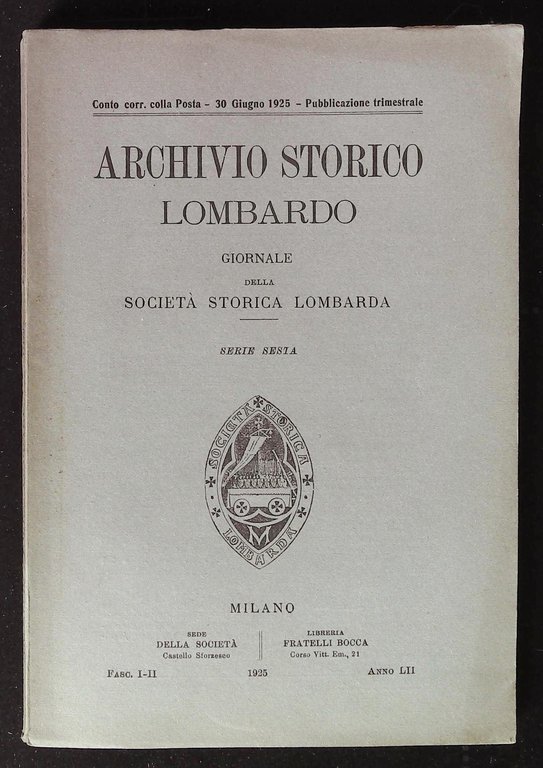 Conto corr. colla Posta - 30 Giugno 1925 - Pubblicazione trimestrale
ARCHIVIO STORICO
LOMBARDO
GIORNALE
DELLA
SOCIETÀ STORICA LOMBARDA
SERIE SESTA
SOCIETÀ STORICA
LOMBARDA
M
MILANO
SEDE
DELLA SOCIETÀ
Castello Sforzesco
LIBRERIA
FRATELLI BOCCA
Corso Vitt. Em., 21
FASC. I-II 1925 ANNO LII